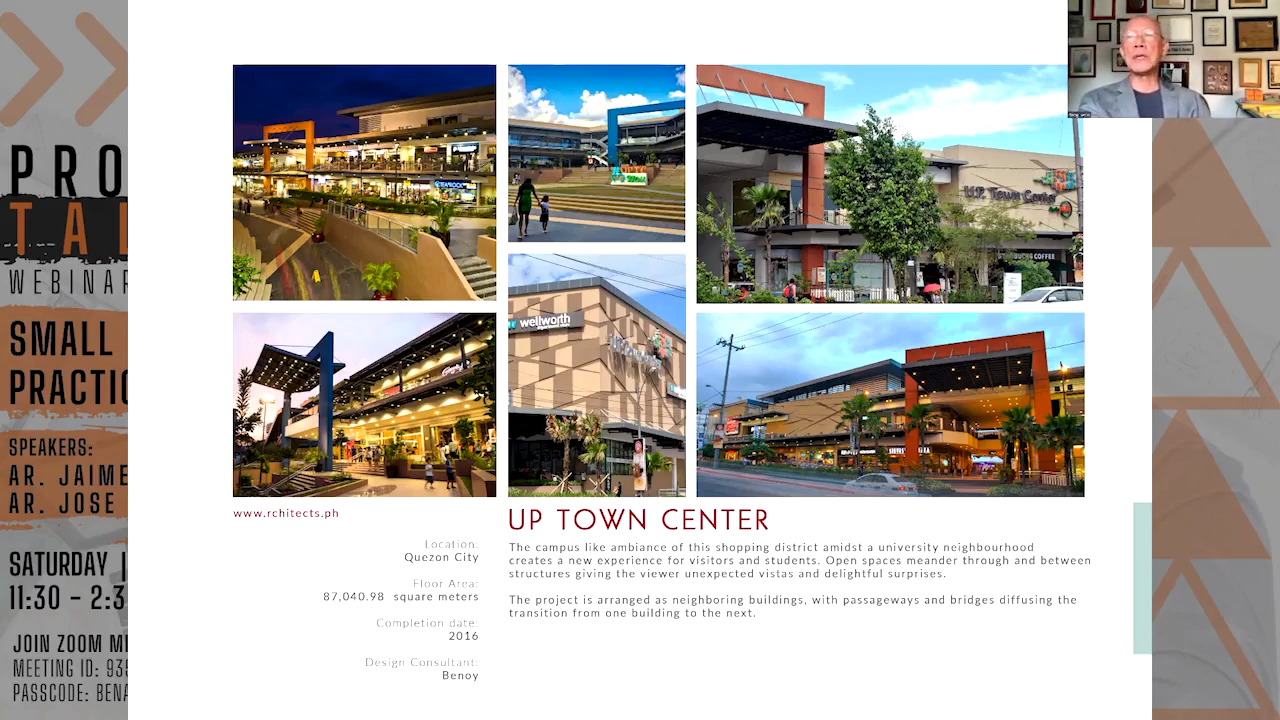 PRO
TAL
WEBINAR
SMALL
PRACTIC
SPEAKERS:
AR. JAIME
AR. JOSE
SATURDAY
11:30 - 2:3
JOIN ZOOM
MEETING ID: 93
PASSCODE: BENA
U.P. Town Center
STARBUCKS COFFEE
wellworth
www.rchitects.ph
Location:
Quezon City
Floor Area:
87,040.98 square meters
Completion date:
2016
Design Consultant:
Benoy
UP TOWN CENTER
The campus like ambiance of this shopping district amidst a university neighbourhood
creates a new experience for visitors and students. Open spaces meander through and between
structures giving the viewer unexpected vistas and delightful surprises.
The project is arranged as neighboring buildings, with passageways and bridges diffusing the
transition from one building to the next.